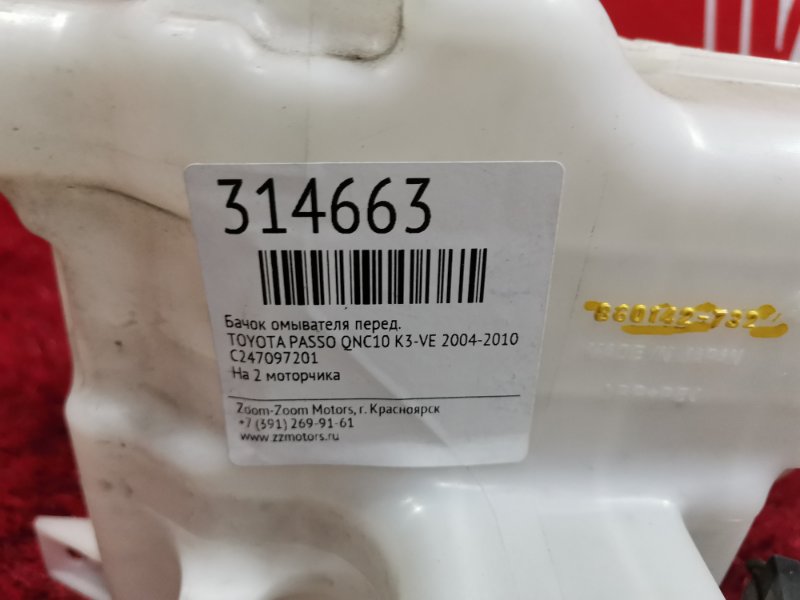 314663
Бачок омывателя перед.
TOYOTA PASSO QNC10 K3-VE 2004-2010
C247097201
На 2 моторчика
Zoom-Zoom Motors, г. Красноярск
+7 (391) 269-91-61
www.zzmotors.ru
860142-732
MADE IN JAPAN